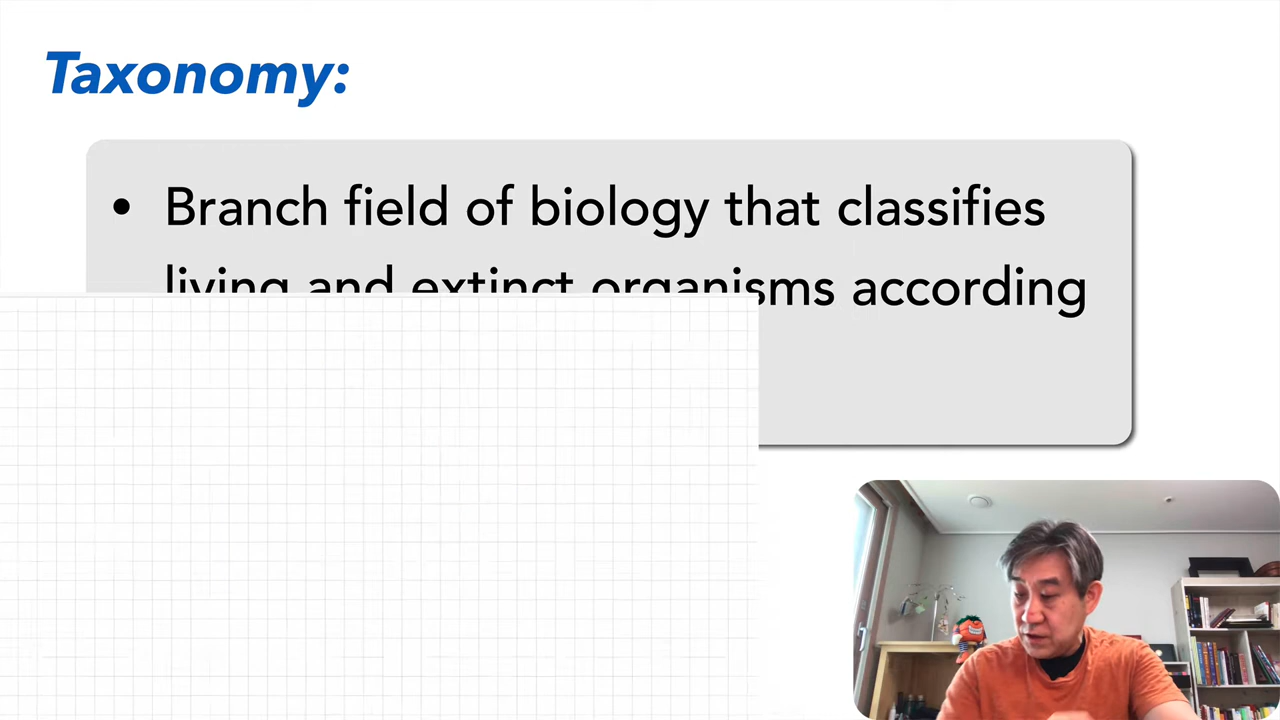 Taxonomy:
• Branch field of biology that classifies
living and extinct organisms according